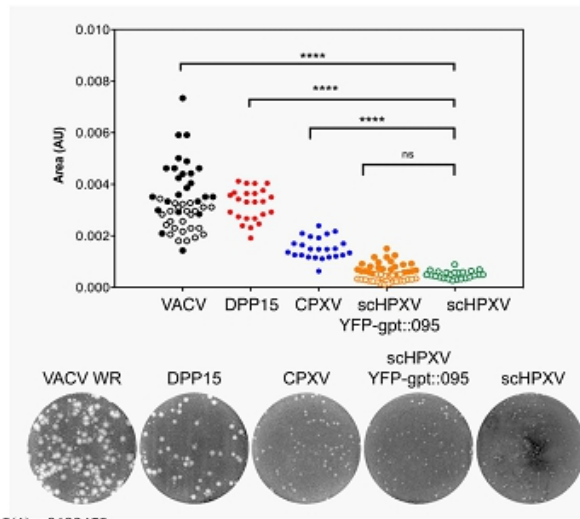 0.010
0.008
0.006
0.004
0.002
0.000
Area (AU)
****
****
****
ns
VACV DPP15 CPXV scHPXV scHPXV
YFP-gpt::095
scHPXV
VACV WR DPP15 CPXV YFP-gpt::095 scHPXV